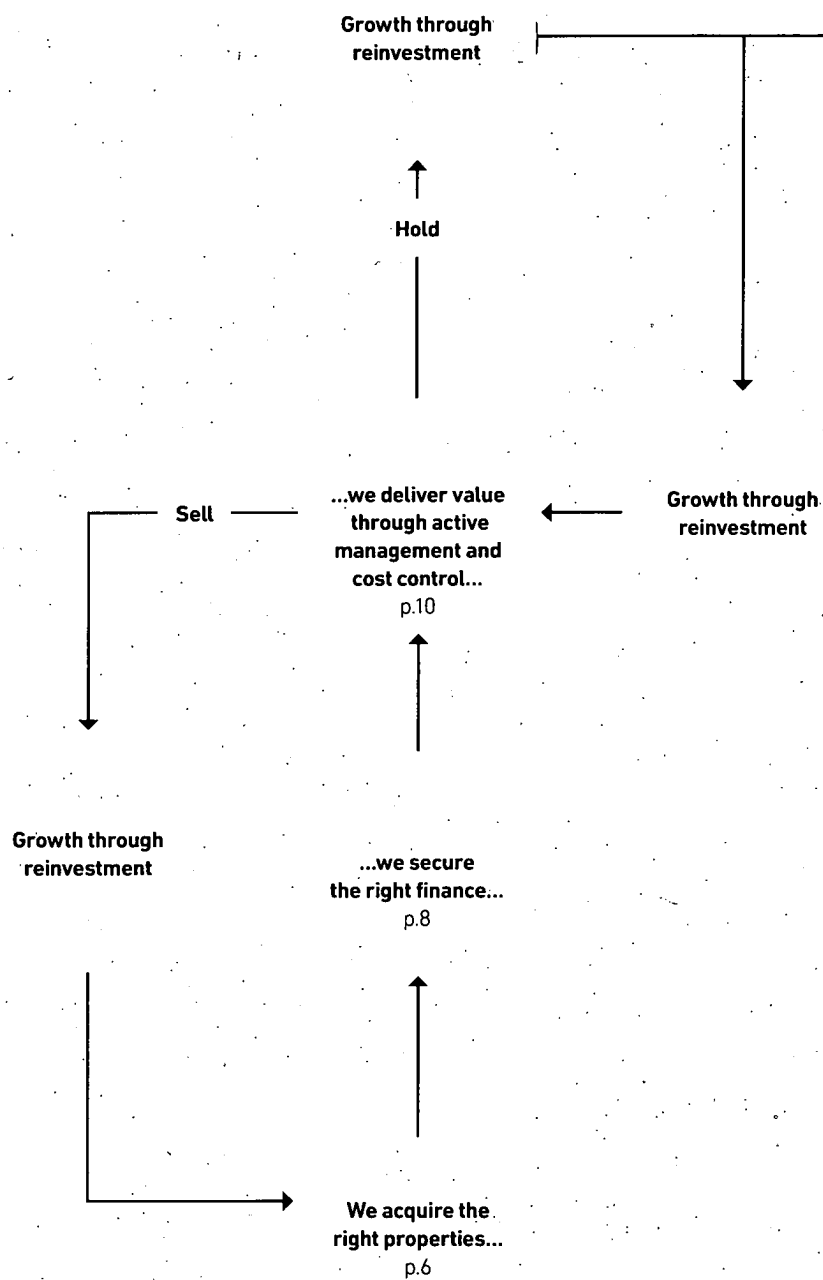 Growth through
reinvestment
Hold
Sell
...we deliver value
through active
management and
cost control...
p.10
Growth through
reinvestment
Growth through
reinvestment
...we secure
the right finance...
p.8
We acquire the
right properties...
p.6